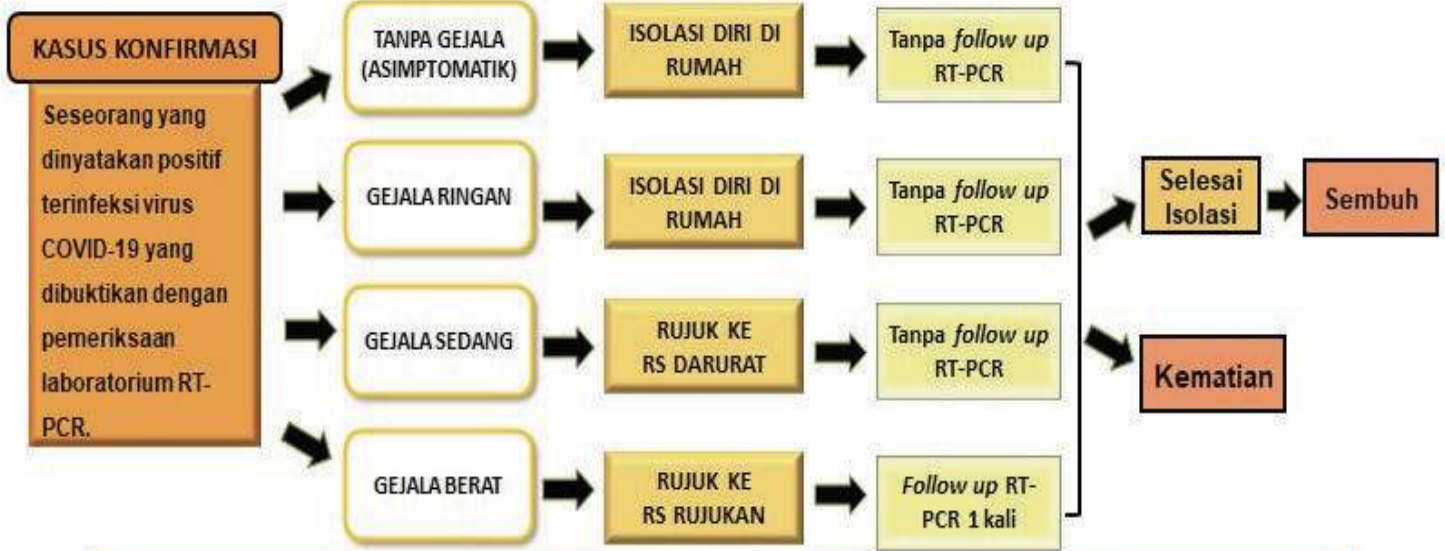 KASUS KONFIRMASI
Seseorang yang
dinyatakan positif
terinfeksi virus
COVID-19 yang
dibuktikan dengan
pemeriksaan
laboratorium RT-
PCR.
TANPA GEJALA
(ASIMPTOMATIK)
ISOLASI DIRI DI
RUMAH
Tanpa follow up
RT-PCR
GEJALA RINGAN
ISOLASI DIRI DI
RUMAH
Tanpa follow up
RT-PCR
GEJALA SEDANG
RUJUK KE
RS DARURAT
Tanpa follow up
RT-PCR
GEJALA BERAT
RUJUK KE
RS RUJUKAN
Follow up RT-
PCR 1 kali
Selesai
Isolasi
Sembuh
Kematian